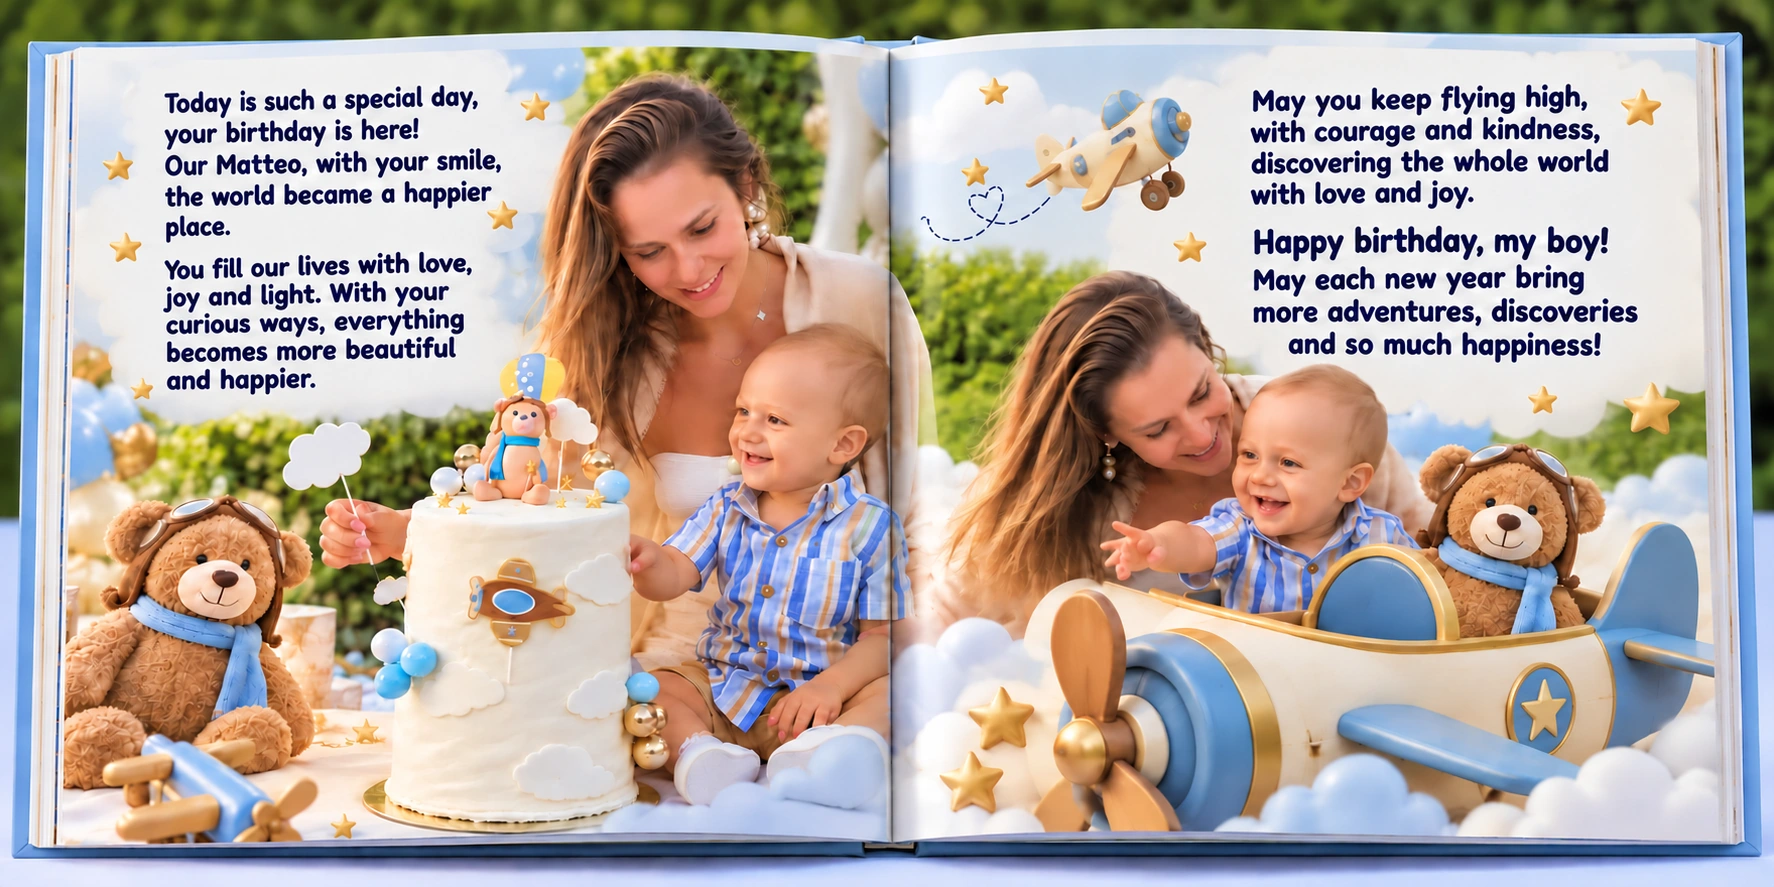 Today is such a special day,
your birthday is here!
Our Matteo, with your smile,
the world became a happier
place.
You fill our lives with love,
joy and light. With your
curious ways, everything
becomes more beautiful
and happier.
May you keep flying high,
with courage and kindness,
discovering the whole world
with love and joy.
Happy birthday, my boy!
May each new year bring
more adventures, discoveries
and so much happiness!